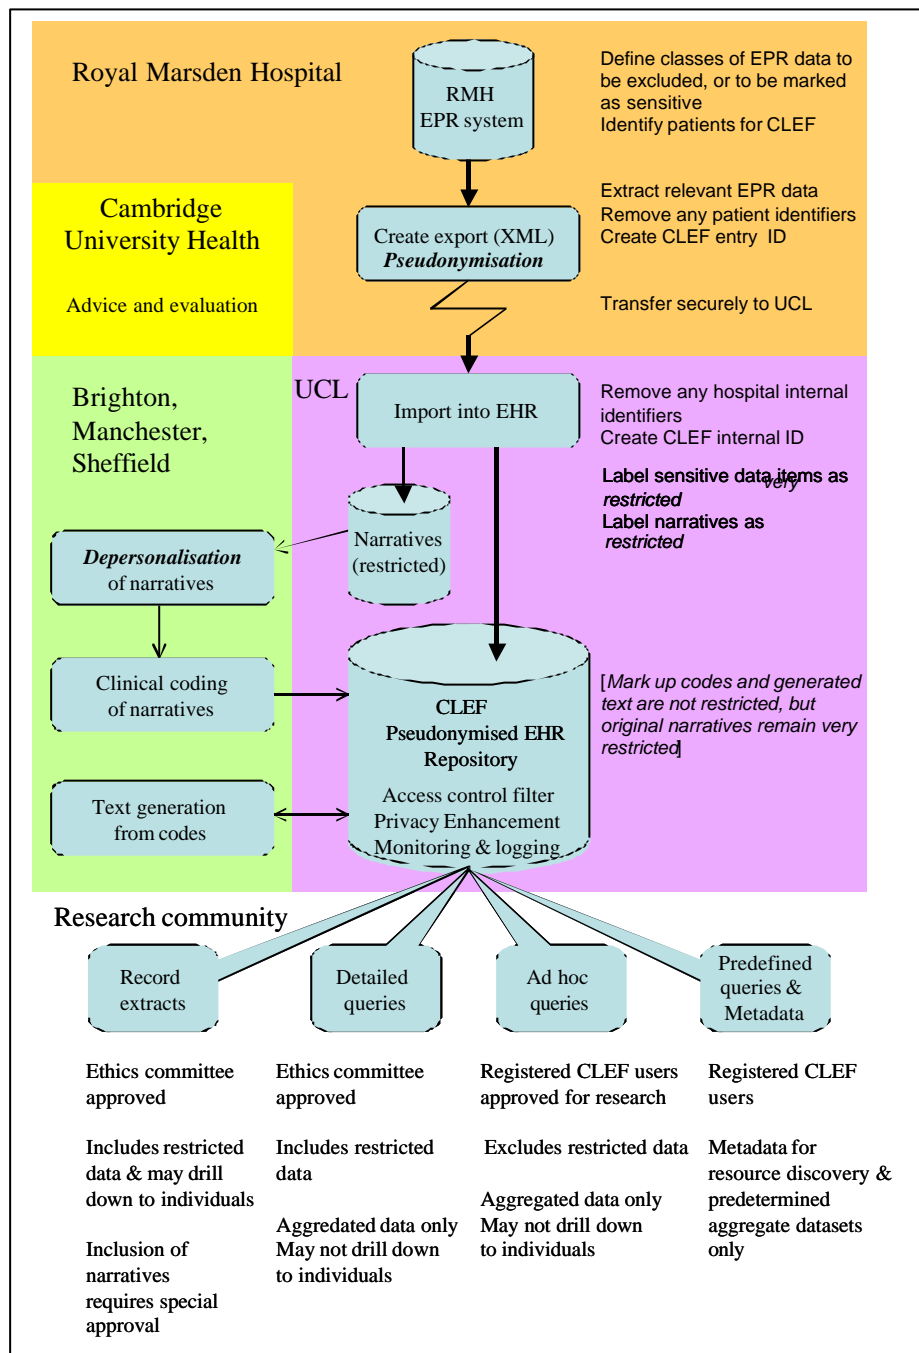 Royal Marsden Hospital
RMH
EPR system
Define classes of EPR data to
be excluded, or to be marked
as sensitive
Identify patients for CLEF
Cambridge
University Health
Advice and evaluation
Create export (XML)
Pseudonymisation
Extract relevant EPR data
Remove any patient identifiers
Create CLEF entry ID
Transfer securely to UCL
Brighton,
Manchester,
Sheffield
UCL
Import into EHR
Remove any hospital internal
identifiers
Create CLEF internal ID
Label sensitive data items as
very
restricted
Label narratives as
restricted
Narratives
(restricted)
Depersonalisation
of narratives
Clinical coding
of narratives
Text generation
from codes
CLEF
Pseudonymised EHR
Repository
Access control filter
Privacy Enhancement
Monitoring & logging
[Mark up codes and generated
text are not restricted, but
original narratives remain very
restricted]
Research community
Record
extracts
Detailed
queries
Ad hoc
queries
Predefined
queries &
Metadata
Ethics committee
approved
Includes restricted
data & may drill
down to individuals
Inclusion of
narratives
requires special
approval
Ethics committee
approved
Includes restricted
data
Aggredated data only
May not drill down
to individuals
Registered CLEF users
approved for research
Excludes restricted data
Aggregated data only
May not drill down
to individuals
Registered CLEF
users
Metadata for
resource discovery &
predetermined
aggregate datasets
only